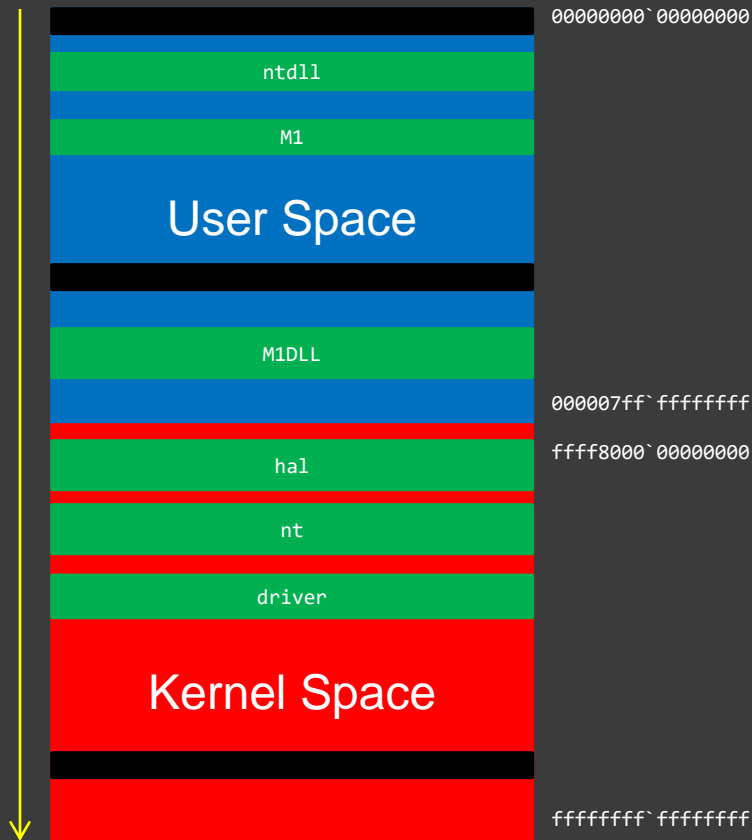 00000000`00000000
ntdll
M1
User Space
M1DLL
000007ff`ffffffff
ffff8000`00000000
hal
nt
driver
Kernel Space
ffffffff`ffffffff